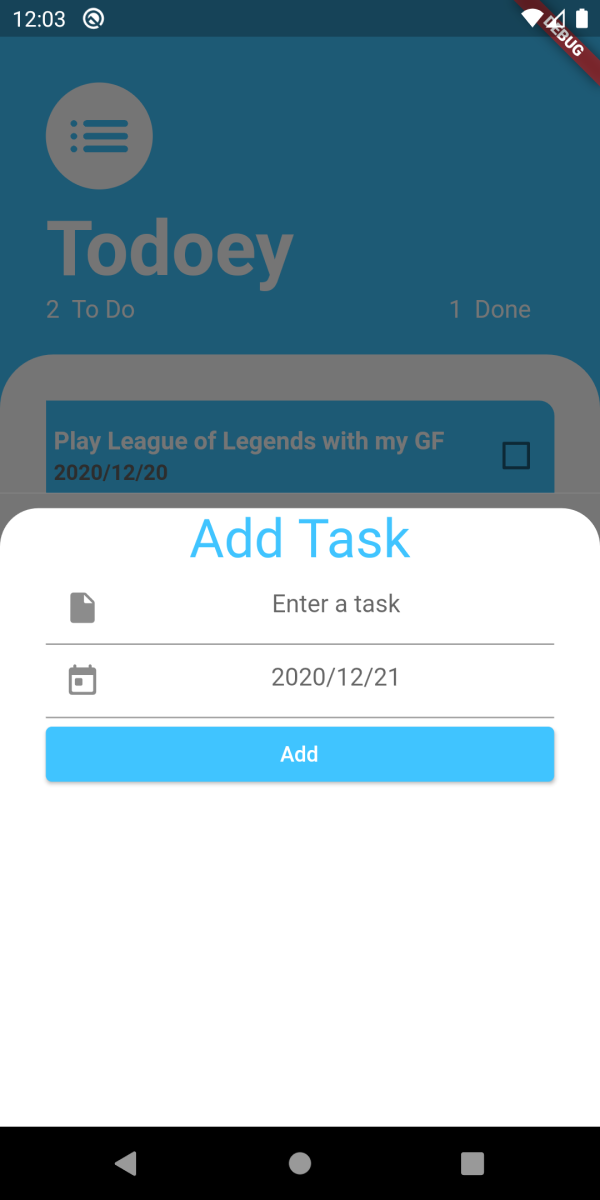 12:03
DEBUG
Todoey
2 To Do 1 Done
Play League of Legends with my GF
2020/12/20
Add Task
Enter a task
2020/12/21
Add